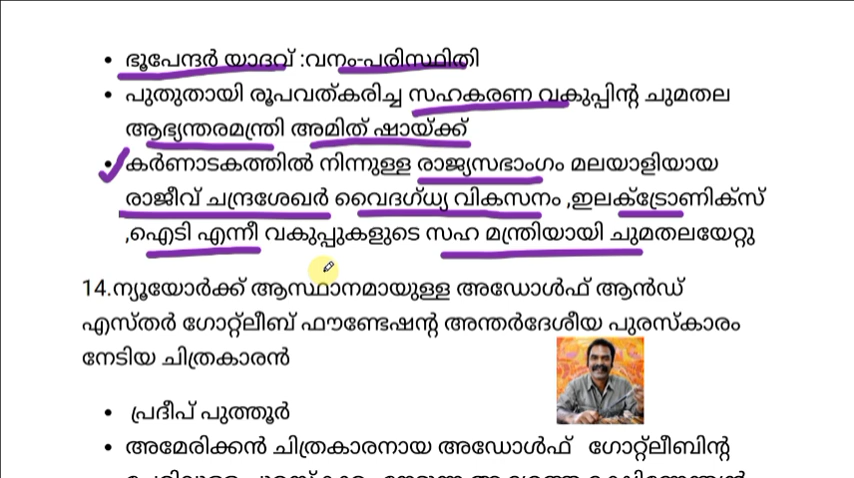 • ഭൂപേന്ദർ യാദവ് :വനം-പരിസ്ഥിതി
• പുതുതായി രൂപവത്കരിച്ച സഹകരണ വകുപ്പിന്റ ചുമതല
ആഭ്യന്തരമന്ത്രി അമിത് ഷായ്ക്ക്
• കർണാടകത്തിൽ നിന്നുള്ള രാജ്യസഭാംഗം മലയാളിയായ
രാജീവ് ചന്ദ്രശേഖർ വൈദഗ്ധ്യ വികസനം ,ഇലക്ട്രോണിക്സ്
,ഐടി എന്നീ വകുപ്പുകളുടെ സഹ മന്ത്രിയായി ചുമതലയേറ്റു
14.ന്യൂയോർക്ക് ആസ്ഥാനമായുള്ള അഡോൾഫ് ആൻഡ്
എസ്തർ ഗോറ്റ്ലീബ് ഫൗണ്ടേഷന്റ അന്തർദേശീയ പുരസ്കാരം
നേടിയ ചിത്രകാരൻ
• പ്രദീപ് പുത്തൂർ
• അമേരിക്കൻ ചിത്രകാരനായ അഡോൾഫ് ഗോറ്റ്ലീബിന്റ